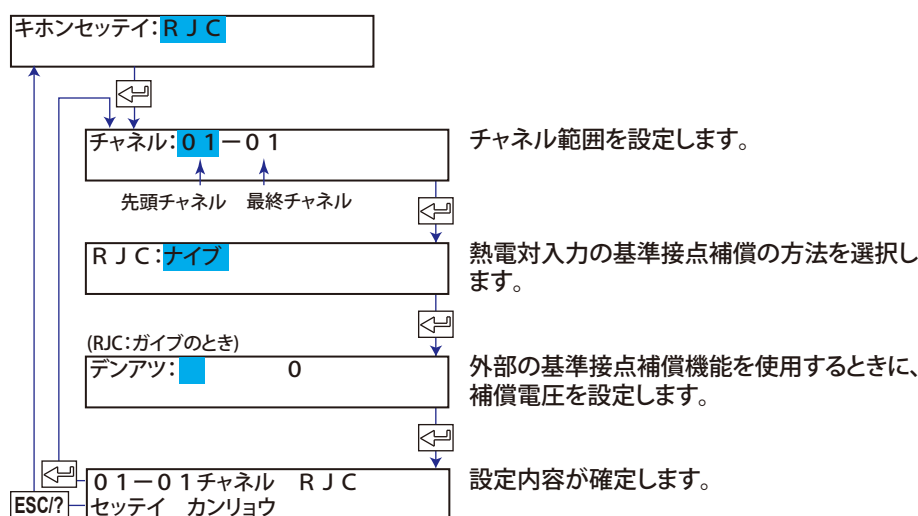 キホンセッテイ：ＲＪＣ
チャネル：０１－０１
チャネル範囲を設定します。
先頭チャネル 最終チャネル
ＲＪＣ：ナイブ
熱電対入力の基準接点補償の方法を選択し
ます。
(RJC：ガイブのとき)
デンアツ： ０
外部の基準接点補償機能を使用するときに、
補償電圧を設定します。
０１－０１チャネル ＲＪＣ
セッテイ カンリョウ
設定内容が確定します。
ESC/?